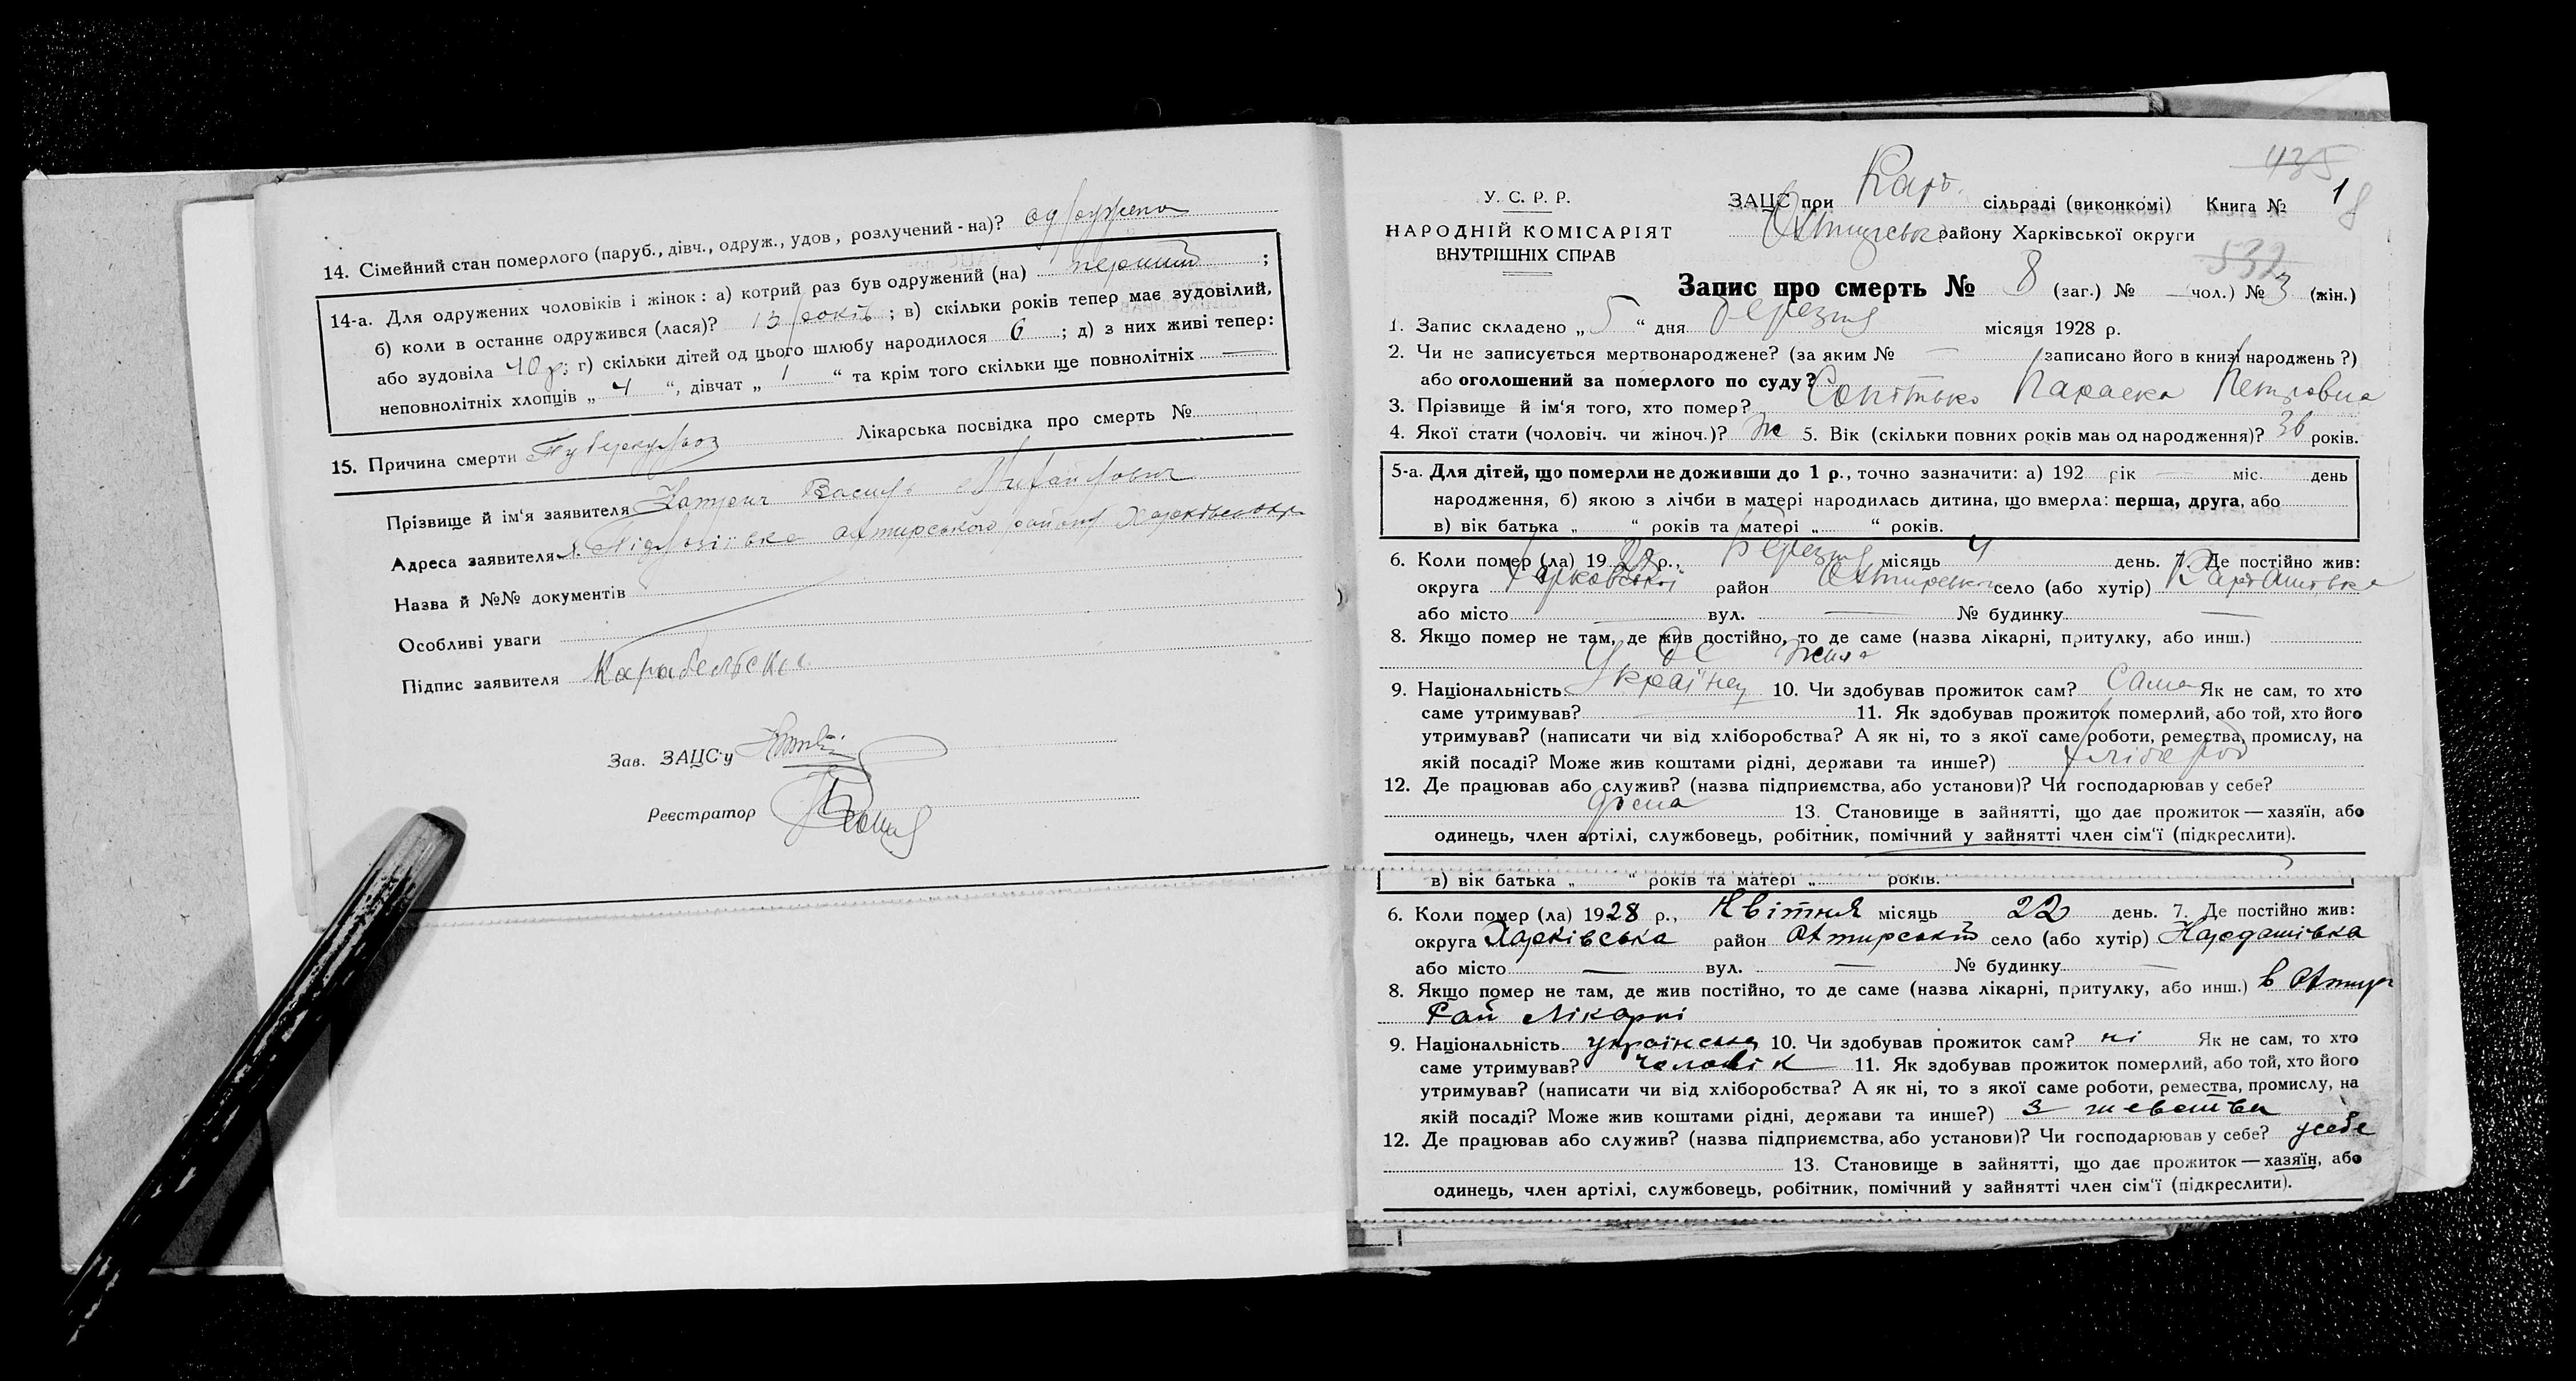 14. Сімейний стан померлого (паруб., дівч., одруж., удов, розлучений - на)? одружена
14-а. Для одружених чоловіків і жінок: а) котрий раз був одружений (на) перший ;
б) коли в останнє одружився (лася)? 13 років ; в) скільки років тепер має зудовілий,
або зудовіла 40 р.; г) скільки дітей од цього шлюбу народилося 6 ; д) з них живі тепер:
неповнолітніх хлопців „ 4 “, дівчат „ 1 “ та крім того скільки ще повнолітніх —
15. Причина смерти Туберкульоз Лікарська посвідка про смерть №
Прізвище й ім‘я заявителя Василь
Адреса заявителя Охтирського району
Назва й №№ документів
Особливі уваги
Підпис заявителя
Зав. ЗАЦС‘у
Реєстратор
435
У. С. Р. Р.
НАРОДНІЙ КОМІСАРІЯТ
ВНУТРІШНІХ СПРАВ
ЗАЦС при Кард. сільраді (виконкомі) Книга № 1
8
Охтирськ району Харківської округи
532
Запис про смерть № 8 (заг.) № — чол.) № 3 (жін.)
1. Запис складено „ 5 “ дня березня місяця 1928 р.
2. Чи не записується мертвонароджене? (за яким № — записано його в книзі народжень?)
або оголошений за померлого по суду?
3. Прізвище й ім‘я того, хто помер? Сопітько Параска Петровна
4. Якої стати (чоловіч. чи жіноч.)? ж 5. Вік (скільки повних років мав од народження)? 36 років.
5-а. Для дітей, що померли не доживши до 1 р., точно зазначити: а) 192 рік — міс. день
народження, б) якою з лічби в матері народилась дитина, що вмерла: перша, друга, або
в) вік батька „ “ років та матері „ “ років.
6. Коли помер (ла) 1928 р., березня місяць 4 день. 7. Де постійно жив:
округа Харковської район Охтирськ село (або хутір) Кардашівка
або місто — вул. — № будинку —
8. Якщо помер не там, де жив постійно, то де саме (назва лікарні, притулку, або инш.)
де жила
9. Національність Українц 10. Чи здобував прожиток сам? Сама Як не сам, то хто
саме утримував? — 11. Як здобував прожиток померлий, або той, хто його
утримував? (написати чи від хліборобства? А як ні, то з якої саме роботи, ремества, промислу, на
якій посаді? Може жив коштами рідні, держави та инше?) хлібороб
12. Де працював або служив? (назва підприємства, або установи)? Чи господарював у себе?
дома 13. Становище в зайнятті, що дає прожиток — хазяїн, або
одинець, член артілі, службовець, робітник, помічний у зайнятті член сім‘ї (підкреслити).
в) вік батька „ “ років та матері „ років.
6. Коли помер (ла) 1928 р., Квітня місяць 22 день. 7. Де постійно жив:
округа Харківська район Охтирський село (або хутір) Кардашівка
або місто — вул. — № будинку —
8. Якщо помер не там, де жив постійно, то де саме (назва лікарні, притулку, або инш.) в Охтир
Рай Лікарні
9. Національність українська 10. Чи здобував прожиток сам? ні Як не сам, то хто
саме утримував? чоловік 11. Як здобував прожиток померлий, або той, хто його
утримував? (написати чи від хліборобства? А як ні, то з якої саме роботи, ремества, промислу, на
якій посаді? Може жив коштами рідні, держави та инше?) з шевства
12. Де працював або служив? (назва підприємства, або установи)? Чи господарював у себе? усебе
13. Становище в зайнятті, що дає прожиток — хазяїн, або
одинець, член артілі, службовець, робітник, помічний у зайнятті член сім‘ї (підкреслити).